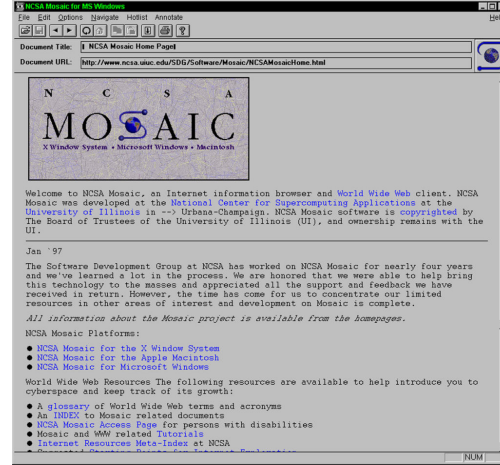 NCSA Mosaic for MS Windows
File Edit Options Navigate Hotlist Annotate Hel
Document Title: NCSA Mosaic Home Page
Document URL: http://www.ncsa.uiuc.edu/SDG/Software/Mosaic/NCSAMosaicHome.html
N C S A
MOSAIC
X Window System • Microsoft Windows • Macintosh
Welcome to NCSA Mosaic, an Internet information browser and World Wide Web client. NCSA
Mosaic was developed at the National Center for Supercomputing Applications at the
University of Illinois in --> Urbana-Champaign. NCSA Mosaic software is copyrighted by
The Board of Trustees of the University of Illinois (UI), and ownership remains with the
UI.
Jan `97
The Software Development Group at NCSA has worked on NCSA Mosaic for nearly four years
and we've learned a lot in the process. We are honored that we were able to help bring
this technology to the masses and appreciated all the support and feedback we have
received in return. However, the time has come for us to concentrate our limited
resources in other areas of interest and development on Mosaic is complete.
All information about the Mosaic project is available from the homepages.
NCSA Mosaic Platforms:
● NCSA Mosaic for the X Window System
● NCSA Mosaic for the Apple Macintosh
● NCSA Mosaic for Microsoft Windows
World Wide Web Resources The following resources are available to help introduce you to
cyberspace and keep track of its growth:
● A glossary of World Wide Web terms and acronyms
● An INDEX to Mosaic related documents
● NCSA Mosaic Access Page for persons with disabilities
● Mosaic and WWW related Tutorials
● Internet Resources Meta-Index at NCSA
● Suggested Starting Points for Internet Exploration
NUM